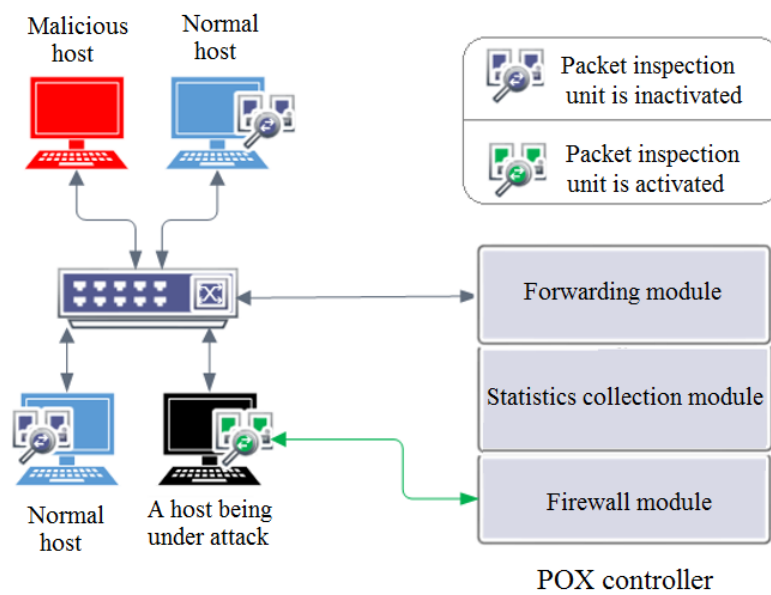 Malicious
host
Normal
host
Packet inspection
unit is inactivated
Packet inspection
unit is activated
Forwarding module
Statistics collection module
Firewall module
Normal
host
A host being
under attack
POX controller